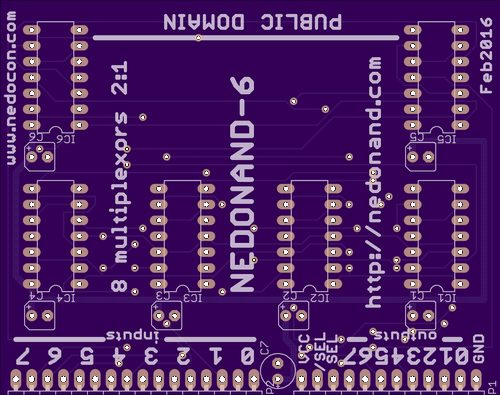 PUBLIC DOMAIN
www.nedocon.com
Feb2016
8 multiplexors 2:1
NEDONAND-6
http://nedonand.com
IC6
C6
IC5
C5
IC4
C4
IC3
C3
IC2
C2
IC1
C1
inputs
outputs
7 6 5 4 3 2 1 0
C7
VCC
/SEL
SEL
01234567
GND
P2
P1